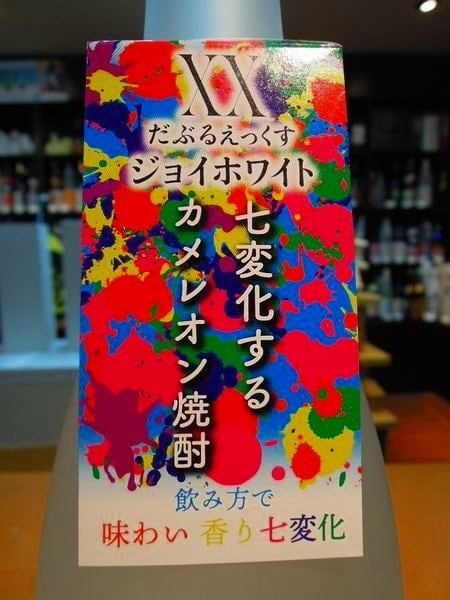 XX
だぶるえっくす
ジョイホワイト
七変化する
カメレオン焼酎
飲み方で
味わい 香り七変化